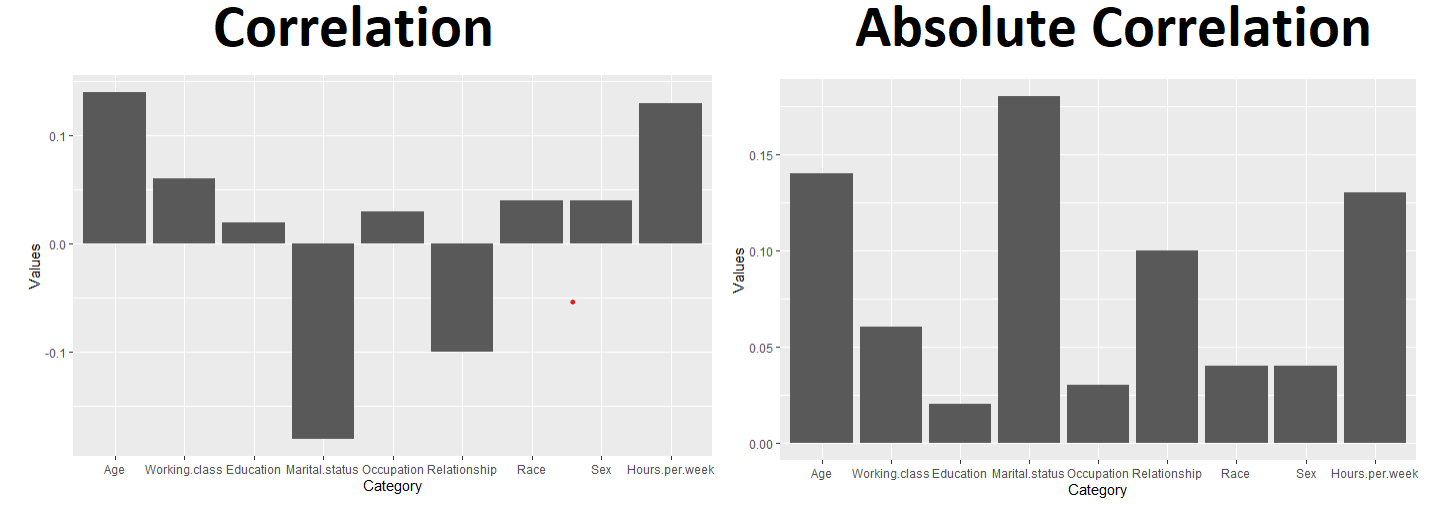 Correlation
Absolute Correlation
Values
0.1
0.0
-0.1
Age Working.class Education Marital.status Occupation Relationship Race Sex Hours.per.week
Category
Values
0.15
0.10
0.05
0.00
Age Working.class Education Marital.status Occupation Relationship Race Sex Hours.per.week
Category